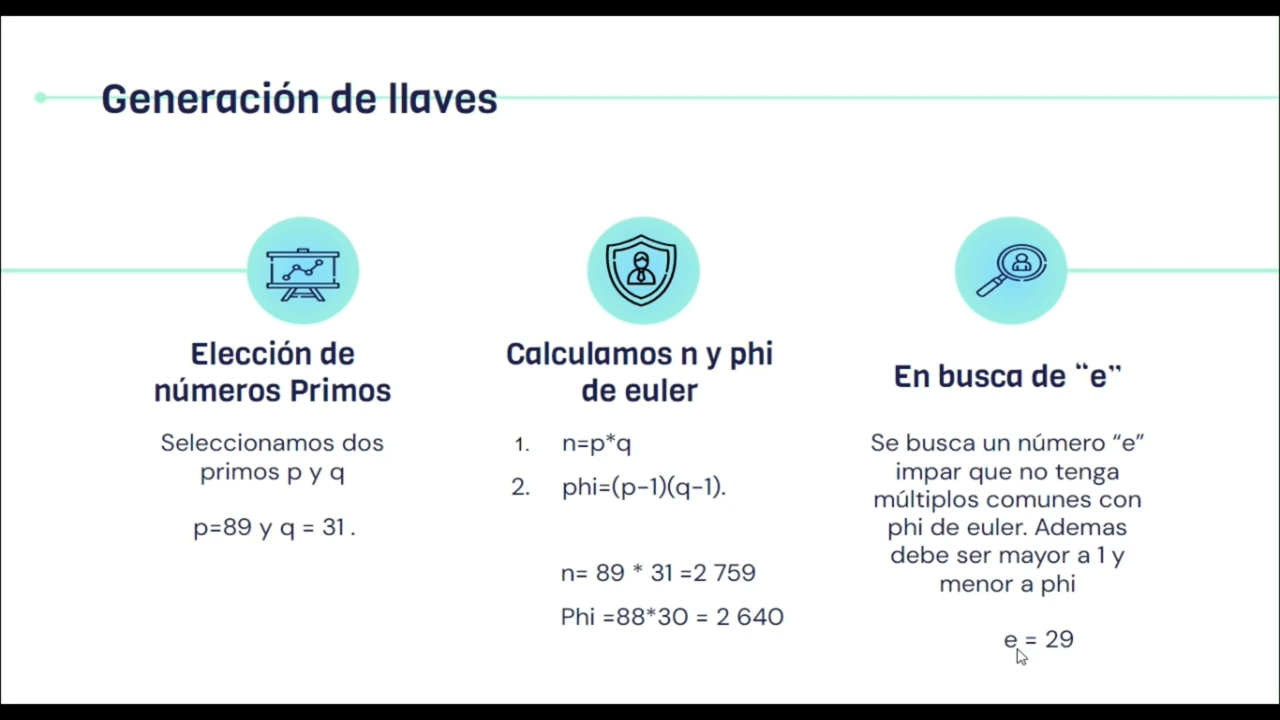 Generación de llaves
Elección de
números Primos
Seleccionamos dos
primos p y q
p=89 y q = 31 .
Calculamos n y phi
de euler
1. n=p*q
2. phi=(p-1)(q-1).
n= 89 * 31 =2 759
Phi =88*30 = 2 640
En busca de “e”
Se busca un número “e”
impar que no tenga
múltiplos comunes con
phi de euler. Ademas
debe ser mayor a 1 y
menor a phi
e = 29